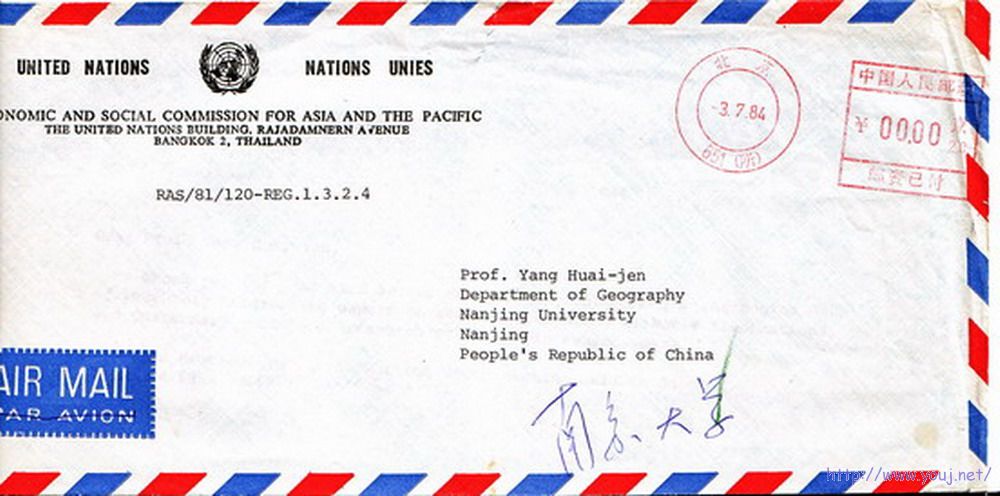 UNITED NATIONS NATIONS UNIES
ONOMIC AND SOCIAL COMMISSION FOR ASIA AND THE PACIFIC
THE UNITED NATIONS BUILDING, RAJADAMNERN AVENUE
BANGKOK 2, THAILAND
北 京
-3.7.84
651 (所)
中国人民邮政
¥ 00.00
邮资已付
RAS/81/120-REG.1.3.2.4
Prof. Yang Huai-jen
Department of Geography
Nanjing University
Nanjing
People's Republic of China
AIR MAIL
PAR AVION
南京大学
http://www.youj.net/